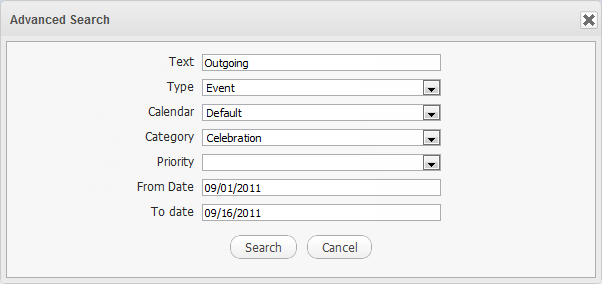 Advanced Search
Text Outgoing
Type Event
Calendar Default
Category Celebration
Priority
From Date 09/01/2011
To date 09/16/2011
Search Cancel